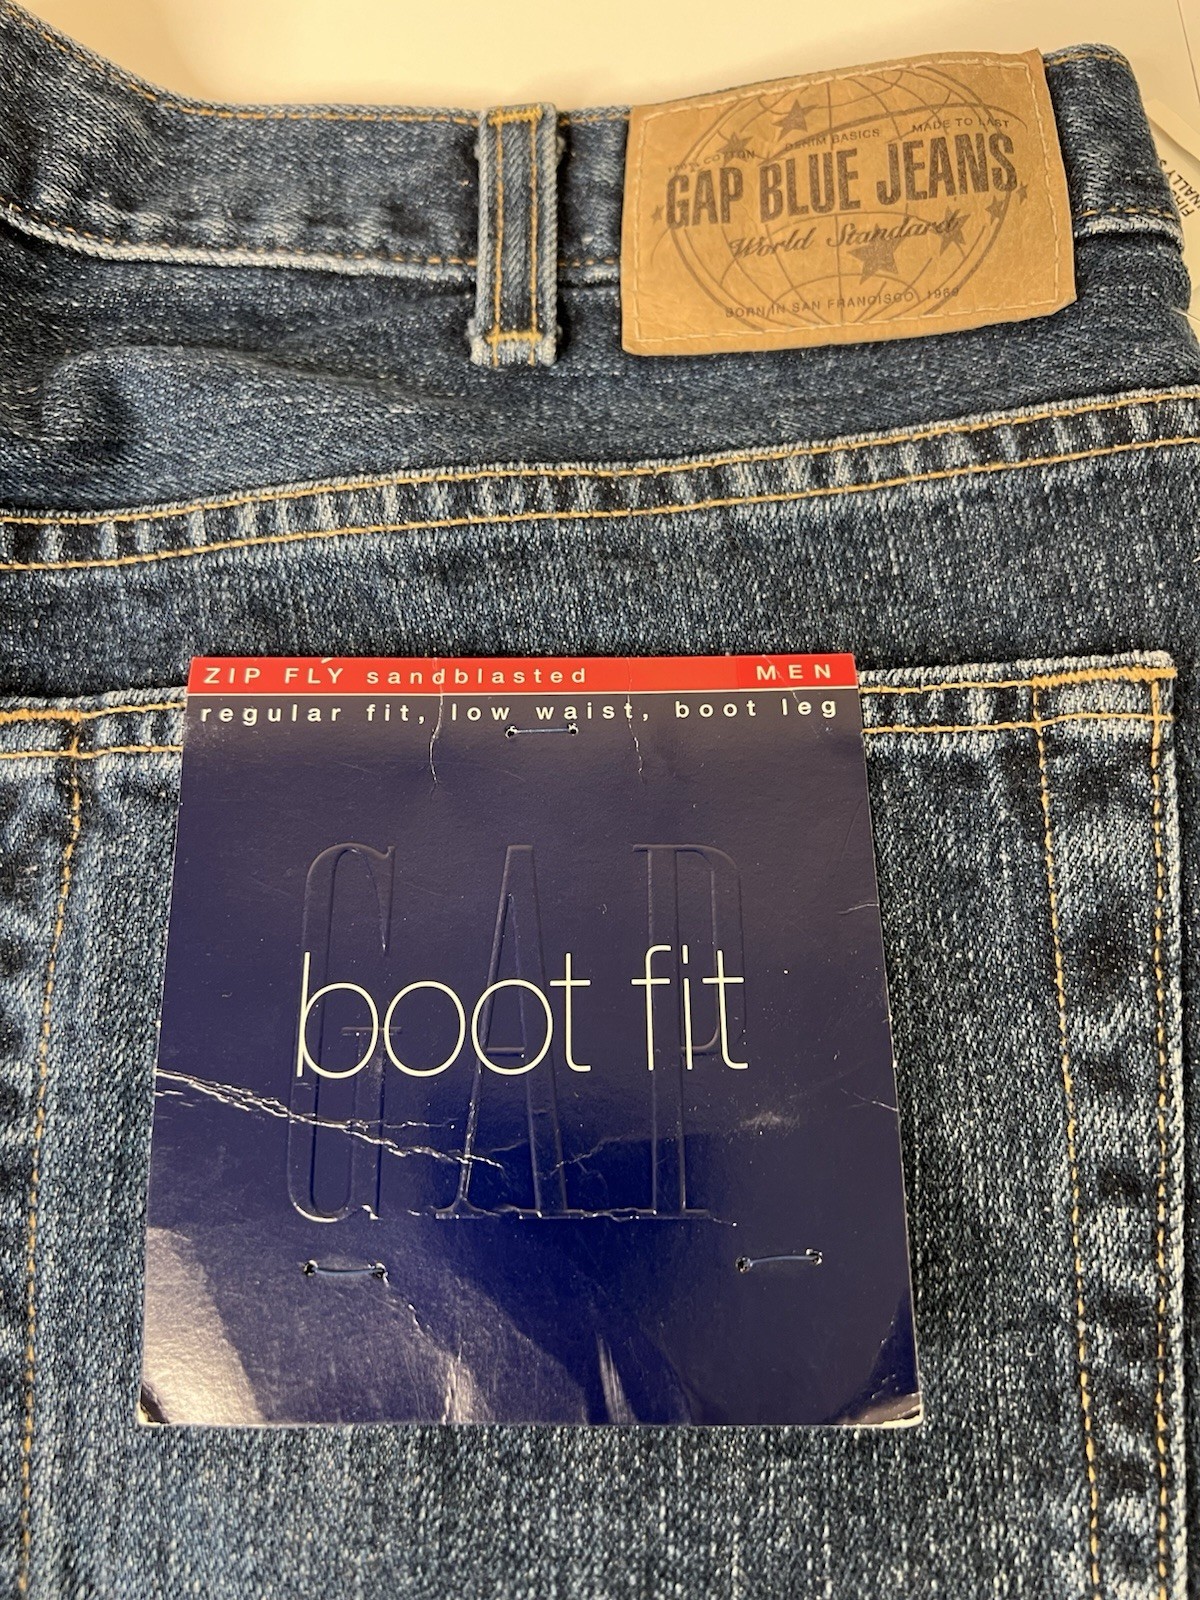 100% COTTON DENIM BASICS MADE TO LAST
GAP BLUE JEANS
World Standard
BORN IN SAN FRANCISCO, 1969
ZIP FLY sandblasted MEN
regular fit, low waist, boot leg
GAP
boot fit